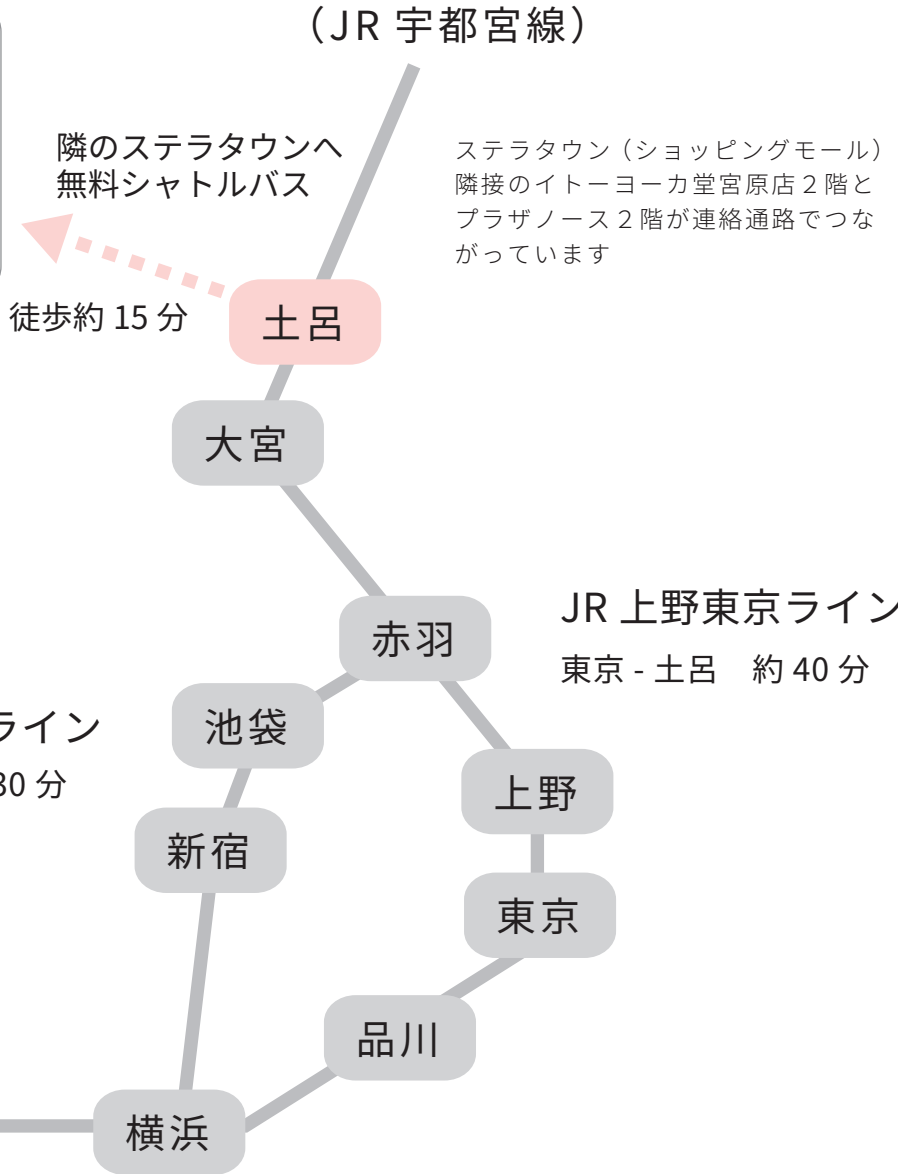 （JR 宇都宮線）
隣のステラタウンへ
無料シャトルバス
ステラタウン（ショッピングモール）
隣接のイトーヨーカ堂宮原店２階と
プラザノース２階が連絡通路でつな
がっています
徒歩約 15 分
土呂
大宮
赤羽
JR 上野東京ライン
東京 - 土呂　約 40 分
池袋
ライン
30 分
上野
新宿
東京
品川
横浜